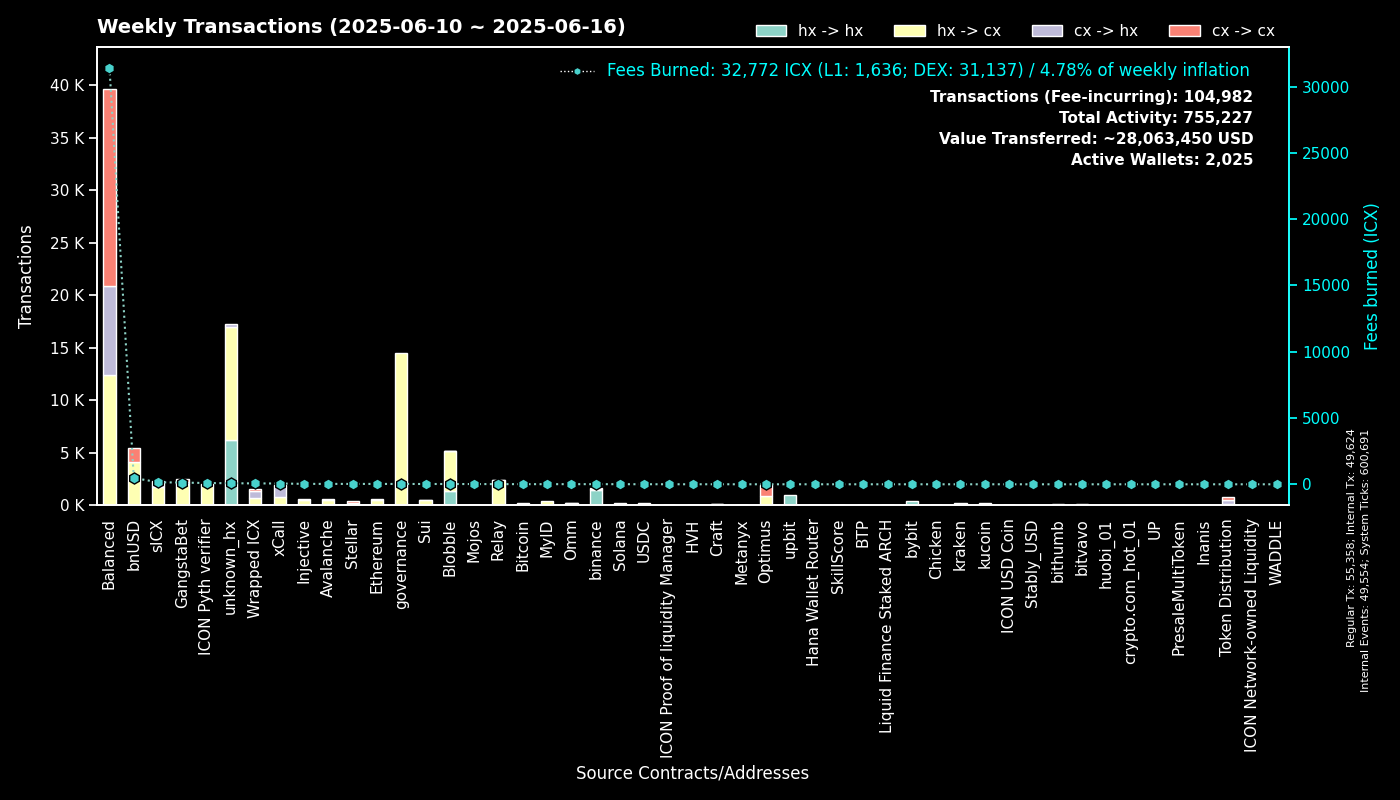 Weekly Transactions (2025-06-10 ~ 2025-06-16)
hx -> hx
hx -> cx
cx -> hx
cx -> cx
Fees Burned: 32,772 ICX (L1: 1,636; DEX: 31,137) / 4.78% of weekly inflation
Transactions (Fee-incurring): 104,982
Total Activity: 755,227
Value Transferred: ~28,063,450 USD
Active Wallets: 2,025
Transactions
40 K
35 K
30 K
25 K
20 K
15 K
10 K
5 K
0 K
30000
25000
20000
15000
10000
5000
0
Fees burned (ICX)
Regular Tx: 55,358; Internal Tx: 49,624
Internal Events: 49,554; System Ticks: 600,691
Balanced
bnUSD
sICX
GangstaBet
ICON Pyth verifier
unknown_hx
Wrapped ICX
xCall
Injective
Avalanche
Stellar
Ethereum
governance
Sui
Blobble
Mojos
Relay
Bitcoin
MyID
Omm
binance
Solana
USDC
ICON Proof of liquidity Manager
HVH
Craft
Metanyx
Optimus
upbit
Hana Wallet Router
SkillScore
BTP
Liquid Finance Staked ARCH
bybit
Chicken
kraken
kucoin
ICON USD Coin
Stably_USD
bithumb
bitvavo
huobi_01
crypto.com_hot_01
UP
PresaleMultiToken
Inanis
Token Distribution
ICON Network-owned Liquidity
WADDLE
Source Contracts/Addresses